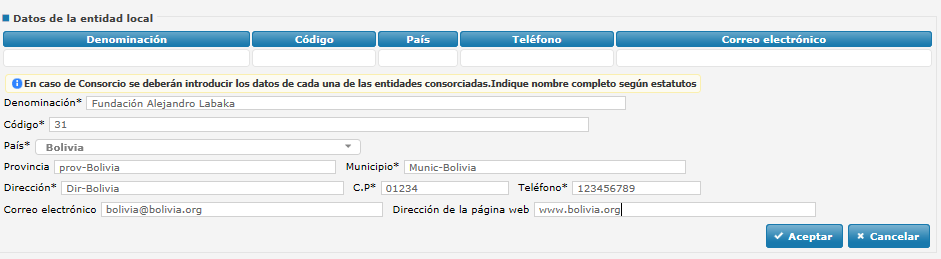 Datos de la entidad local
Denominación Código País Teléfono Correo electrónico
En caso de Consorcio se deberán introducir los datos de cada una de las entidades consorciadas.Indique nombre completo según estatutos
Denominación* Fundación Alejandro Labaka
Código* 31
País* Bolivia
Provincia prov-Bolivia Municipio* Munic-Bolivia
Dirección* Dir-Bolivia C.P* 01234 Teléfono* 123456789
Correo electrónico bolivia@bolivia.org Dirección de la página web www.bolivia.org
Aceptar Cancelar